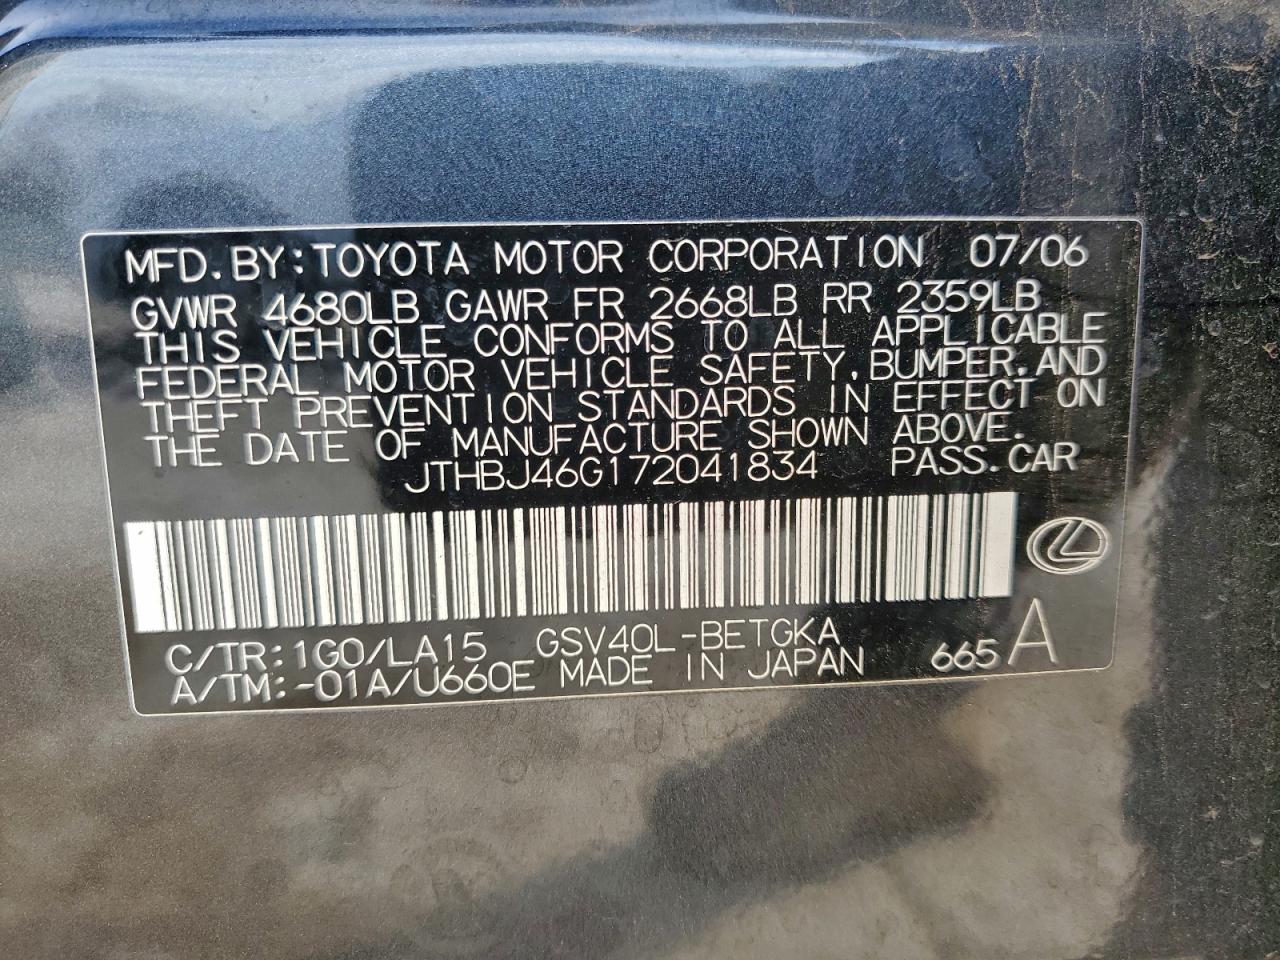 MFD. BY: TOYOTA MOTOR CORPORATION 07/06
GVWR 4680LB GAWR FR 2668LB RR 2359LB
THIS VEHICLE CONFORMS TO ALL APPLICABLE
FEDERAL MOTOR VEHICLE SAFETY, BUMPER, AND
THEFT PREVENTION STANDARDS IN EFFECT ON
THE DATE OF MANUFACTURE SHOWN ABOVE.
JTHBJ46G172041834 PASS. CAR
C/TR: 1G0/LA15 GSV40L-BETGKA
A/TM: -01A/U660E MADE IN JAPAN 665 A